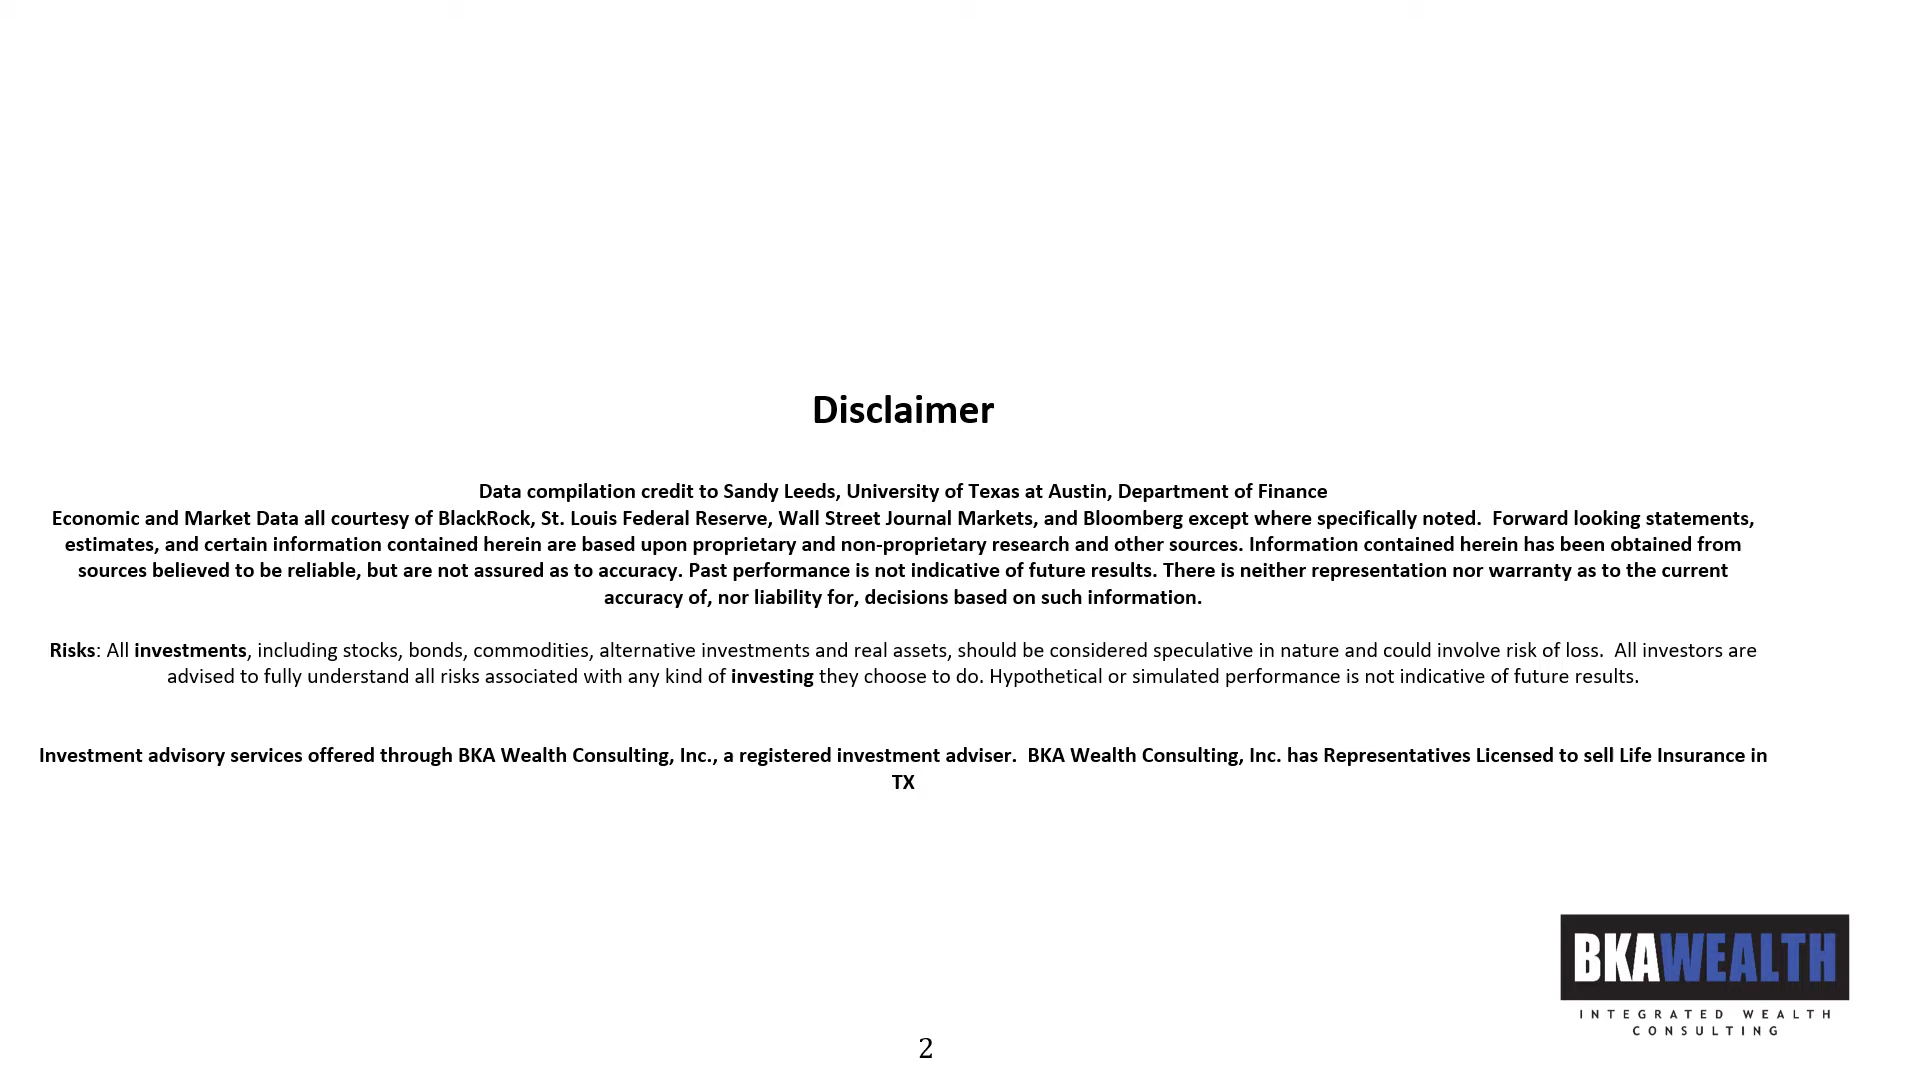 Disclaimer
Data compilation credit to Sandy Leeds, University of Texas at Austin, Department of Finance
Economic and Market Data all courtesy of BlackRock, St. Louis Federal Reserve, Wall Street Journal Markets, and Bloomberg except where specifically noted.  Forward looking statements,
estimates, and certain information contained herein are based upon proprietary and non-proprietary research and other sources. Information contained herein has been obtained from
sources believed to be reliable, but are not assured as to accuracy. Past performance is not indicative of future results. There is neither representation nor warranty as to the current
accuracy of, nor liability for, decisions based on such information.
Risks: All investments, including stocks, bonds, commodities, alternative investments and real assets, should be considered speculative in nature and could involve risk of loss.  All investors are
advised to fully understand all risks associated with any kind of investing they choose to do. Hypothetical or simulated performance is not indicative of future results.
Investment advisory services offered through BKA Wealth Consulting, Inc., a registered investment adviser.  BKA Wealth Consulting, Inc. has Representatives Licensed to sell Life Insurance in
TX
BKAWEALTH
INTEGRATED WEALTH
CONSULTING
2